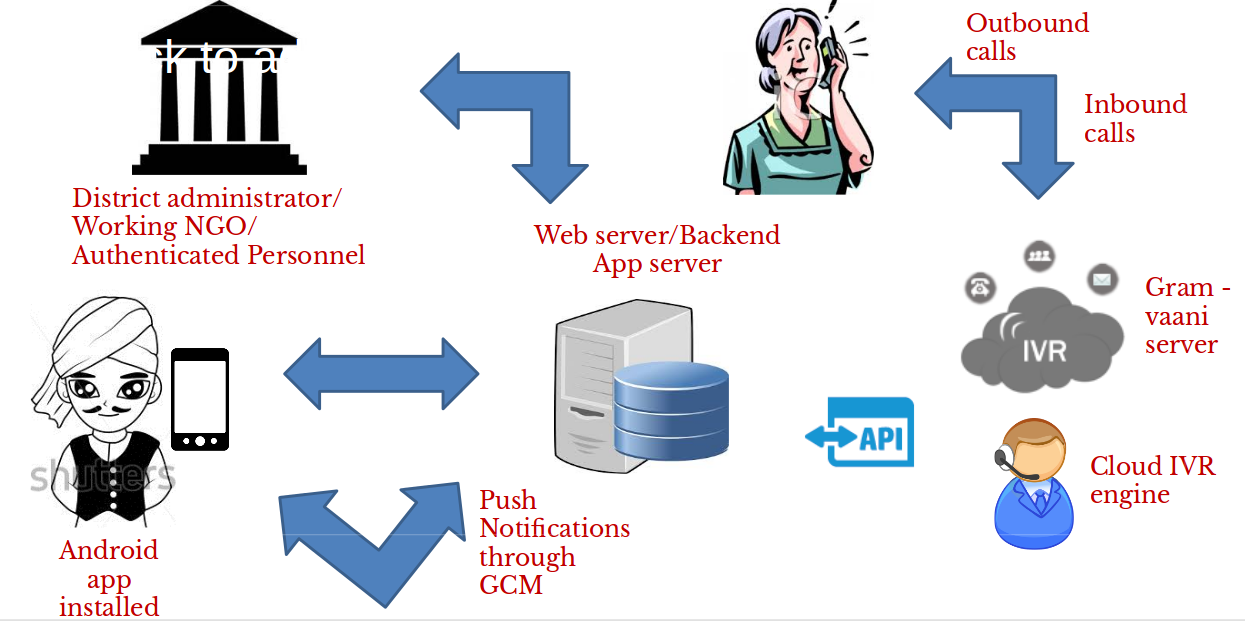 ck to a
Outbound
calls
Inbound
calls
District administrator/
Working NGO/
Authenticated Personnel
Web server/Backend
App server
Gram -
vaani
server
IVR
API
Cloud IVR
engine
shutters
Push
Notifications
through
GCM
Android
app
installed